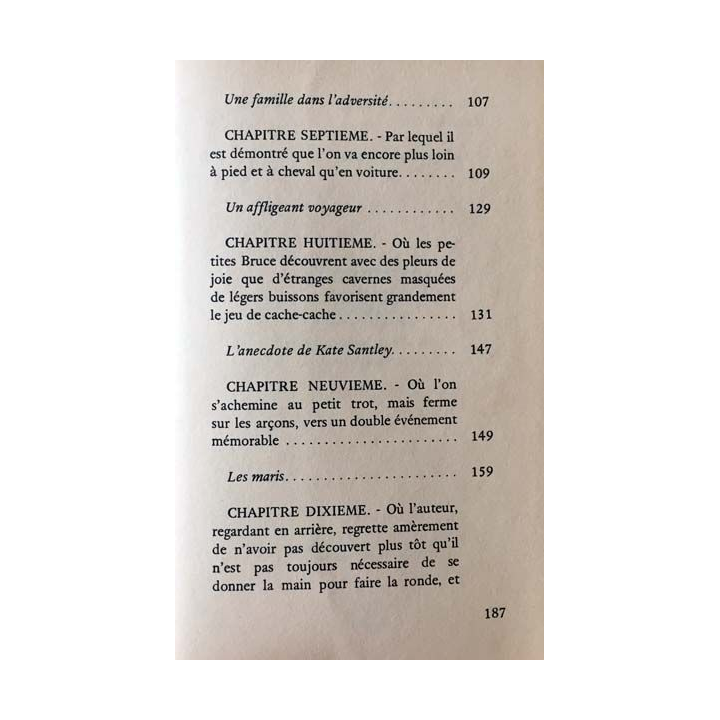 Une famille dans l'adversité......... 107
CHAPITRE SEPTIEME. - Par lequel il
est démontré que l'on va encore plus loin
à pied et à cheval qu'en voiture........ 109
Un affligeant voyageur ............ 129
CHAPITRE HUITIEME. - Où les pe-
tites Bruce découvrent avec des pleurs de
joie que d'étranges cavernes masquées
de légers buissons favorisent grandement
le jeu de cache-cache................ 131
L'anecdote de Kate Santley......... 147
CHAPITRE NEUVIEME. - Où l'on
s'achemine au petit trot, mais ferme
sur les arçons, vers un double événement
mémorable ........................ 149
Les maris........................ 159
CHAPITRE DIXIEME. - Où l'auteur,
regardant en arrière, regrette amèrement
de n'avoir pas découvert plus tôt qu'il
n'est pas toujours nécessaire de se
donner la main pour faire la ronde, et
187